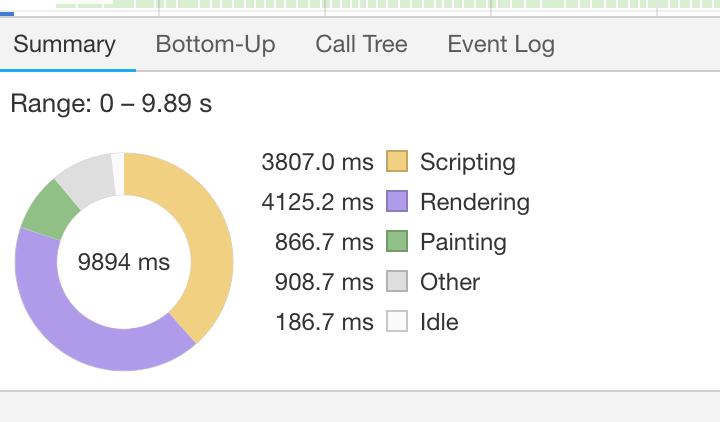 Summary Bottom-Up Call Tree Event Log
Range: 0 – 9.89 s
3807.0 ms Scripting
4125.2 ms Rendering
866.7 ms Painting
9894 ms
908.7 ms Other
186.7 ms Idle